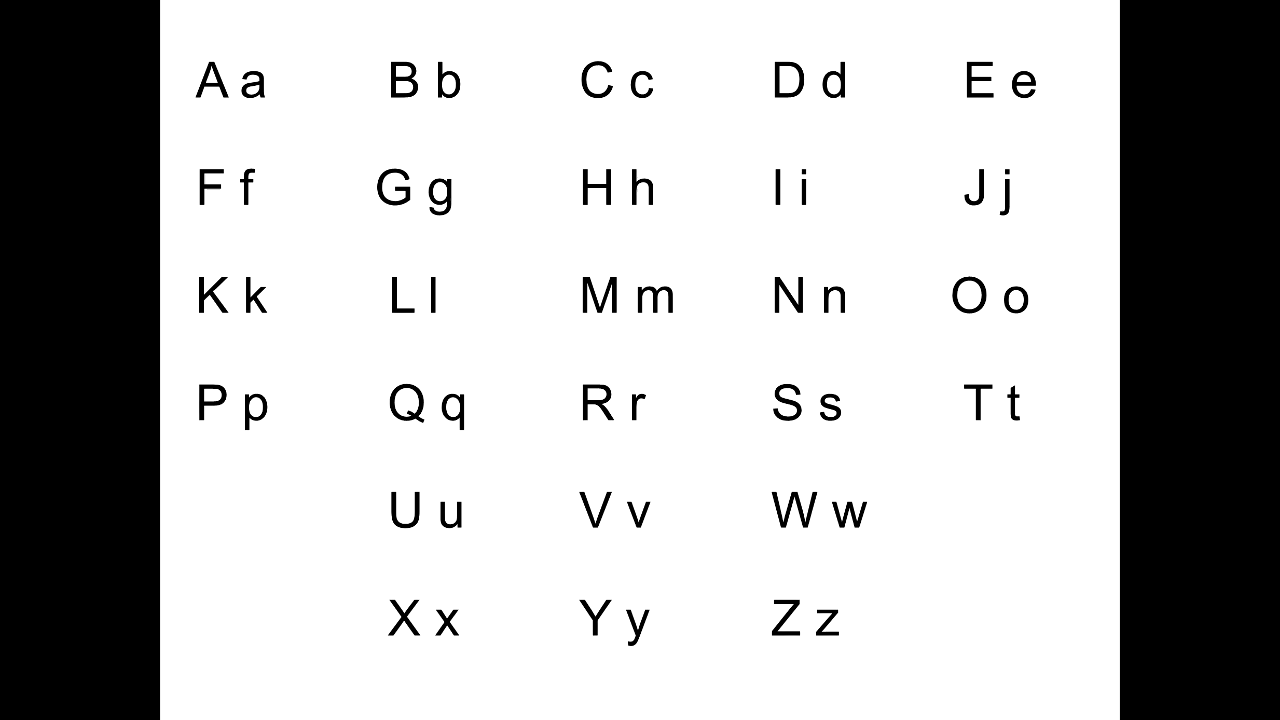 A a B b C c D d E e
F f G g H h I i J j
K k L l M m N n O o
P p Q q R r S s T t
U u V v W w
X x Y y Z z